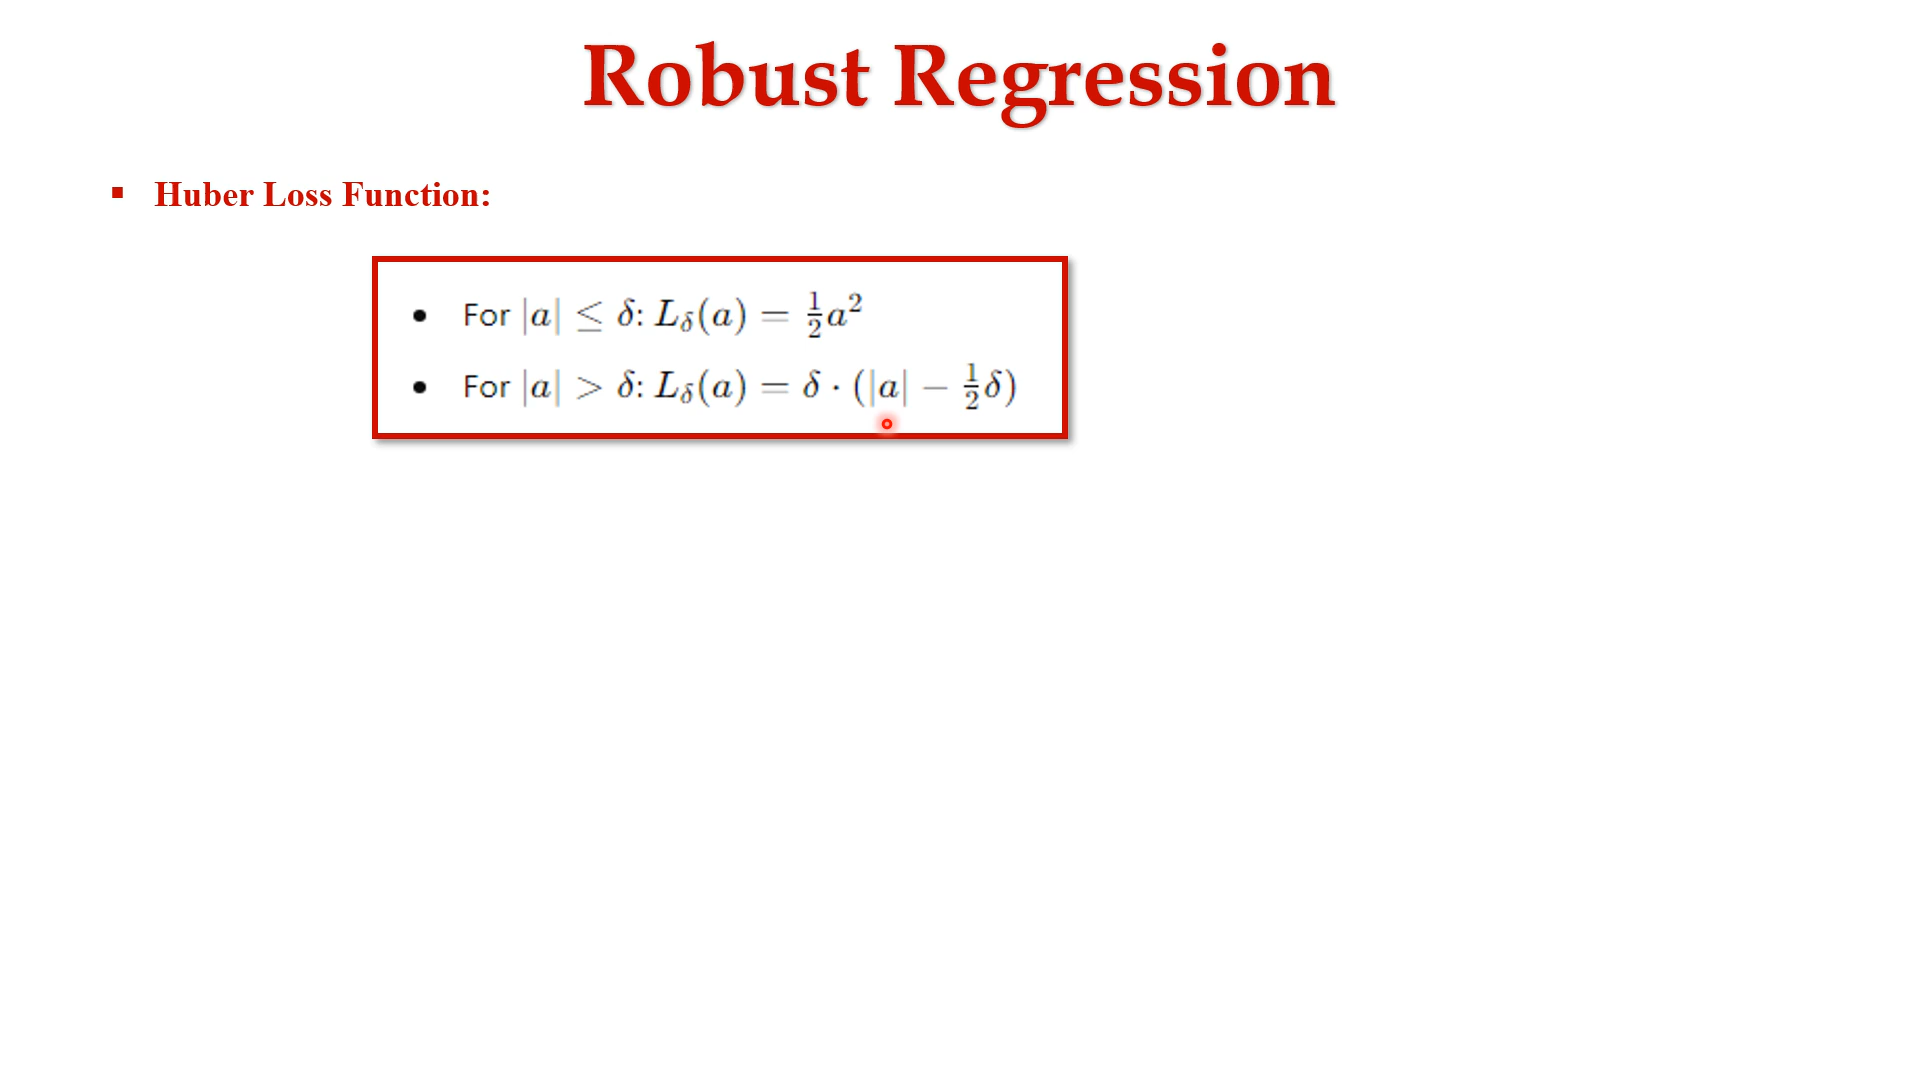 Robust Regression
▪ Huber Loss Function:
• For |a| ≤ δ: L_δ(a) = ½a²
• For |a| > δ: L_δ(a) = δ · (|a| − ½δ)